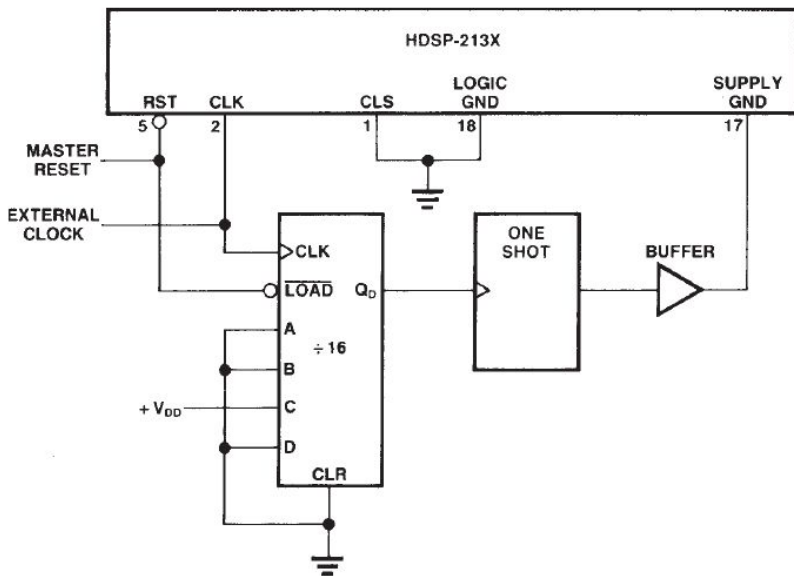 HDSP-213X
RST
CLK
CLS
LOGIC
GND
SUPPLY
GND
5
2
1
18
17
MASTER
RESET
EXTERNAL
CLOCK
CLK
LOAD
QD
A
B
÷16
C
D
CLR
+ VDD
ONE
SHOT
BUFFER